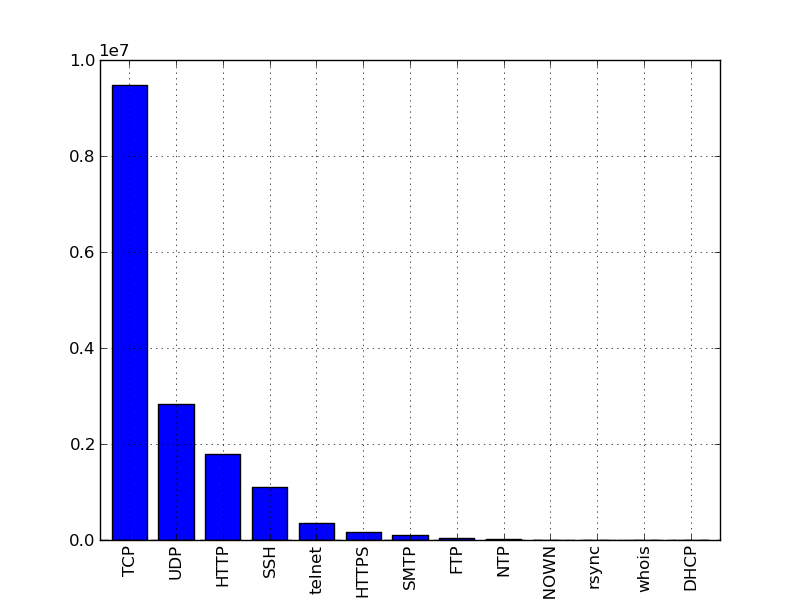 1e7
1.0
0.8
0.6
0.4
0.2
0.0
TCP
UDP
HTTP
SSH
telnet
HTTPS
SMTP
FTP
NTP
NOWN
rsync
whois
DHCP